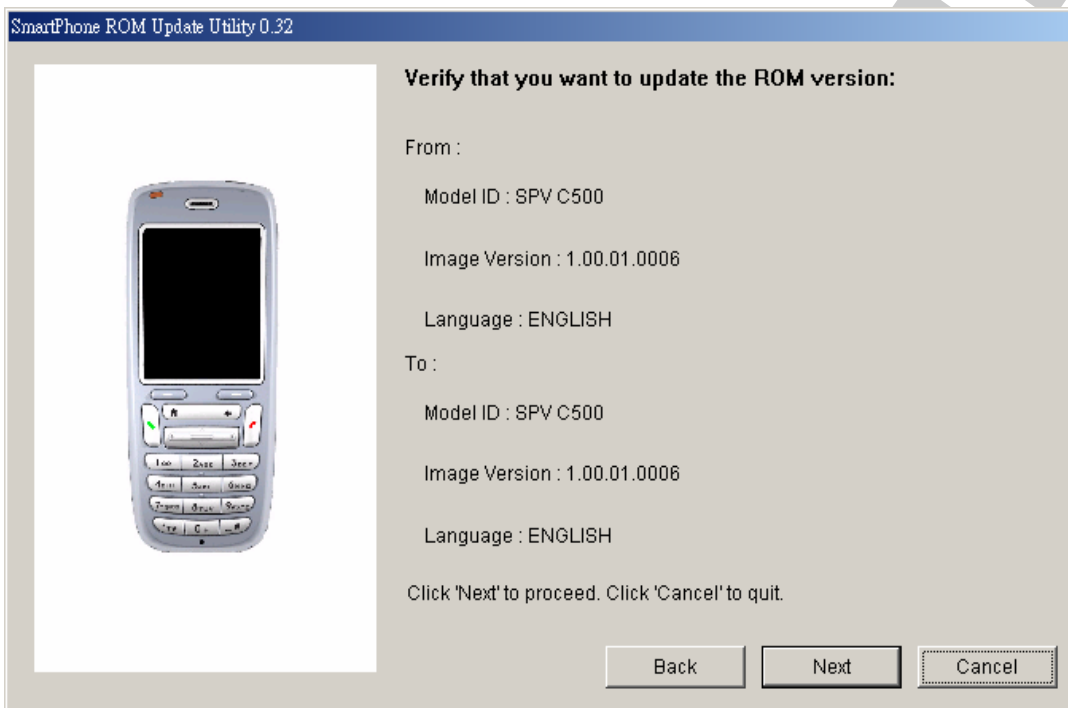 SmartPhone ROM Update Utility 0.32
Verify that you want to update the ROM version:
From :
Model ID : SPV C500
Image Version : 1.00.01.0006
Language : ENGLISH
To :
Model ID : SPV C500
Image Version : 1.00.01.0006
Language : ENGLISH
Click 'Next' to proceed. Click 'Cancel' to quit.
Back Next Cancel